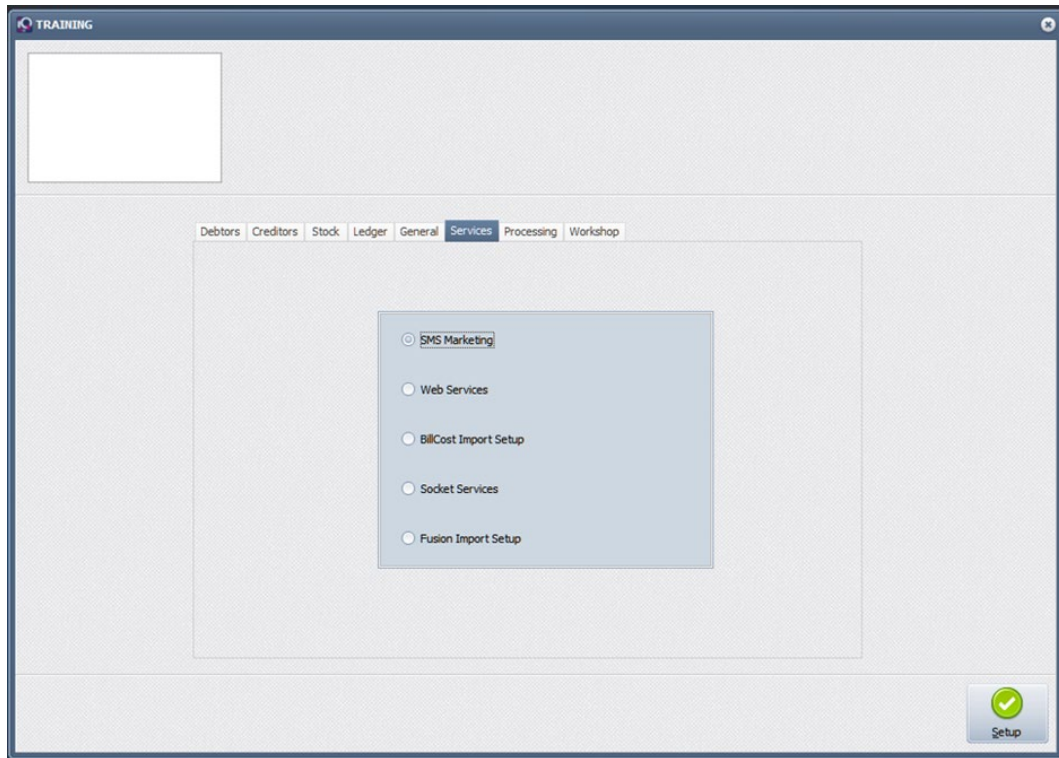 TRAINING
Debtors Creditors Stock Ledger General Services Processing Workshop
SMS Marketing
Web Services
BillCost Import Setup
Socket Services
Fusion Import Setup
Setup